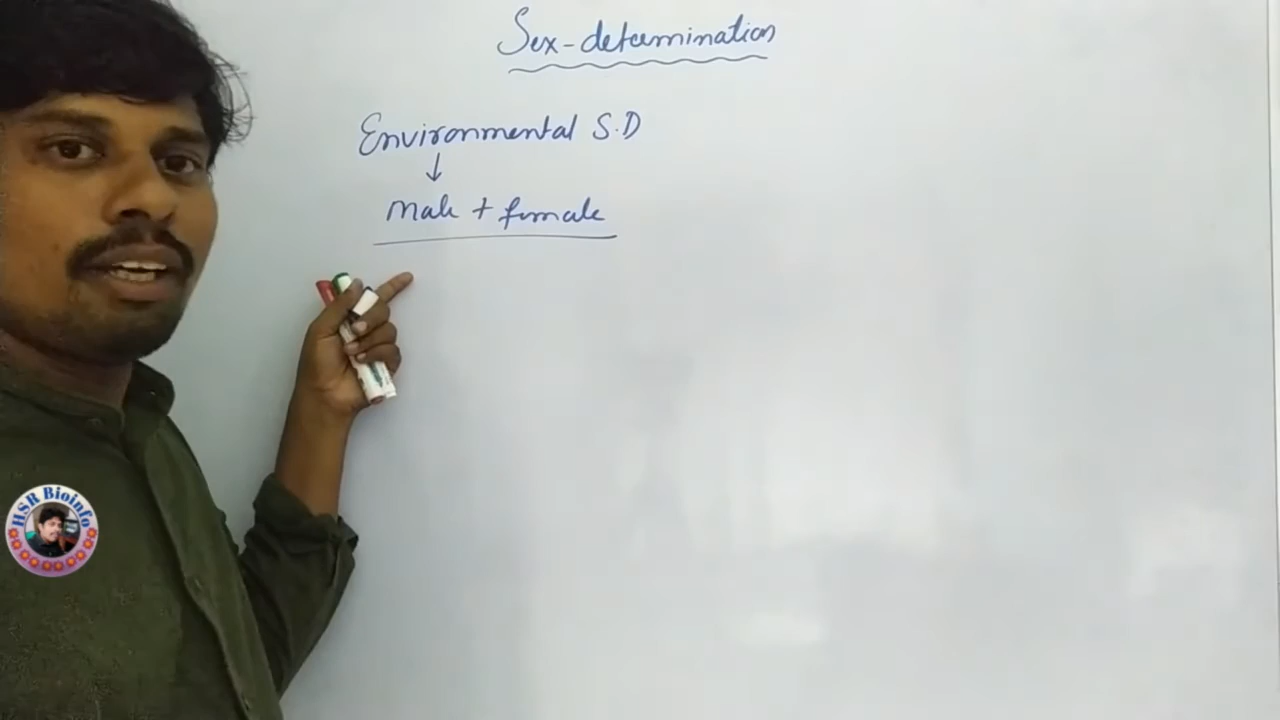 Sex-determination
Environmental S.D
↓
Male + female
HSR Bioinfo